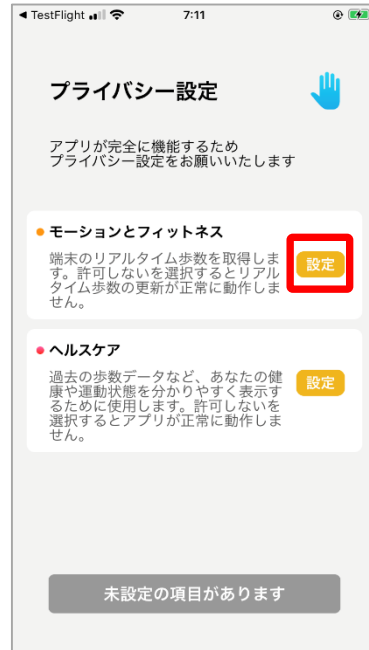 TestFlight 7:11
プライバシー設定
アプリが完全に機能するため
プライバシー設定をお願いいたします
モーションとフィットネス
端末のリアルタイム歩数を取得しま
す。許可しないを選択するとリアル
タイム歩数の更新が正常に動作しま
せん。
設定
ヘルスケア
過去の歩数データなど、あなたの健
康や運動状態を分かりやすく表示す
るために使用します。許可しないを
選択するとアプリが正常に動作しま
せん。
設定
未設定の項目があります